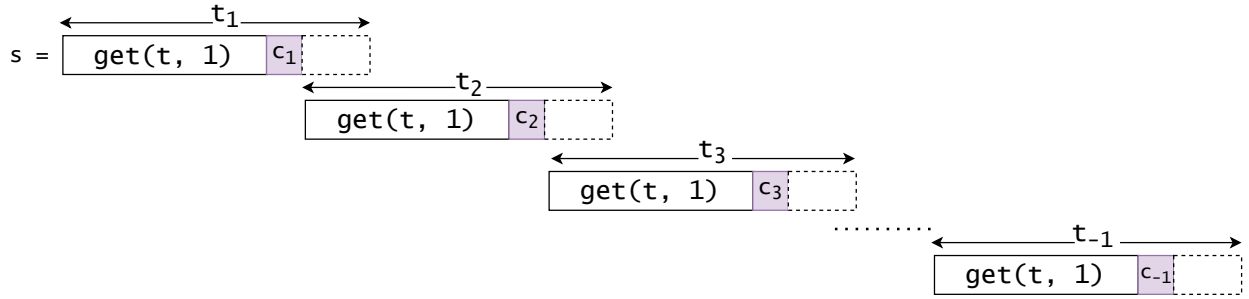 t₁
s = get(t, 1) c₁
t₂
get(t, 1) c₂
t₃
get(t, 1) c₃
.........
t₋₁
get(t, 1) c₋₁